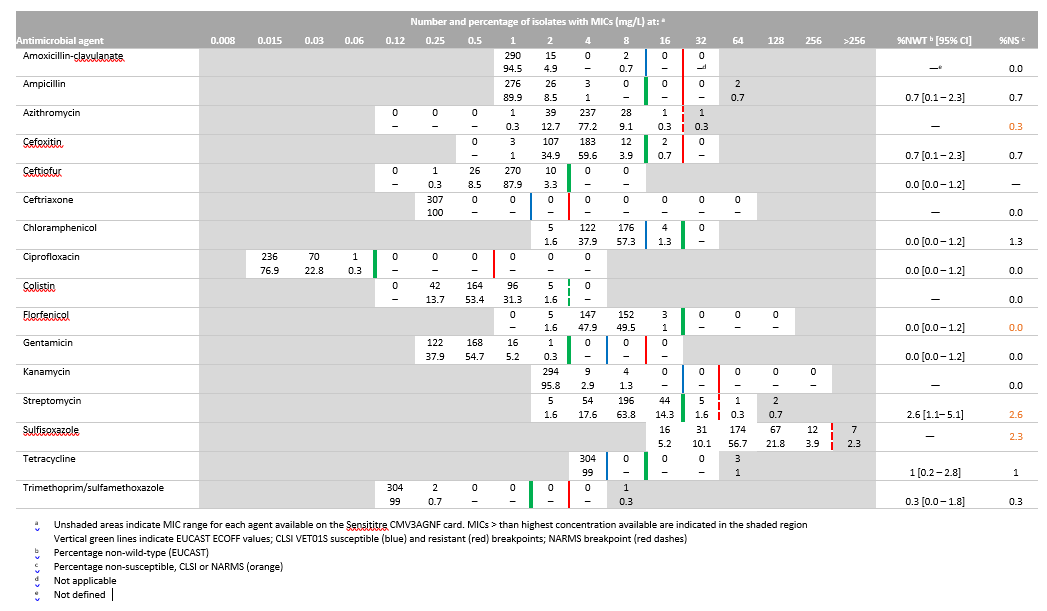 Number and percentage of isolates with MICs (mg/L) at: a
Antimicrobial agent 0.008 0.015 0.03 0.06 0.12 0.25 0.5 1 2 4 8 16 32 64 128 256 >256 %NWT b [95% CI] %NS c
Amoxicillin-clavulanate 290 15 0 2 0 0
94.5 4.9 – 0.7 – –d —e 0.0
Ampicillin 276 26 3 0 0 0 2
89.9 8.5 1 – – – 0.7 0.7 [0.1 – 2.3] 0.7
Azithromycin 0 0 0 1 39 237 28 1 1
– – – 0.3 12.7 77.2 9.1 0.3 0.3 — 0.3
Cefoxitin 0 3 107 183 12 2 0
– 1 34.9 59.6 3.9 0.7 – 0.7 [0.1 – 2.3] 0.7
Ceftiofur 0 1 26 270 10 0 0
– 0.3 8.5 87.9 3.3 – – 0.0 [0.0 – 1.2] —
Ceftriaxone 307 0 0 0 0 0 0 0 0
100 – – – – – – – – — 0.0
Chloramphenicol 5 122 176 4 0
1.6 37.9 57.3 1.3 – 0.0 [0.0 – 1.2] 1.3
Ciprofloxacin 236 70 1 0 0 0 0 0 0
76.9 22.8 0.3 – – – – – – 0.0 [0.0 – 1.2] 0.0
Colistin 0 42 164 96 5 0
– 13.7 53.4 31.3 1.6 – — 0.0
Florfenicol 0 5 147 152 3 0 0 0
– 1.6 47.9 49.5 1 – – – 0.0 [0.0 – 1.2] 0.0
Gentamicin 122 168 16 1 0 0 0
37.9 54.7 5.2 0.3 – – – 0.0 [0.0 – 1.2] 0.0
Kanamycin 294 9 4 0 0 0 0 0
95.8 2.9 1.3 – – – – – — 0.0
Streptomycin 5 54 196 44 5 1 2
1.6 17.6 63.8 14.3 1.6 0.3 0.7 2.6 [1.1– 5.1] 2.6
Sulfisoxazole 16 31 174 67 12 7
5.2 10.1 56.7 21.8 3.9 2.3 — 2.3
Tetracycline 304 0 0 0 3
99 – – – 1 1 [0.2 – 2.8] 1
Trimethoprim/sulfamethoxazole 304 2 0 0 0 0 1
99 0.7 – – – – 0.3 0.3 [0.0 – 1.8] 0.3
a Unshaded areas indicate MIC range for each agent available on the Sensititre CMV3AGNF card. MICs > than highest concentration available are indicated in the shaded region
Vertical green lines indicate EUCAST ECOFF values; CLSI VET01S susceptible (blue) and resistant (red) breakpoints; NARMS breakpoint (red dashes)
b Percentage non-wild-type (EUCAST)
c Percentage non-susceptible, CLSI or NARMS (orange)
d Not applicable
e Not defined